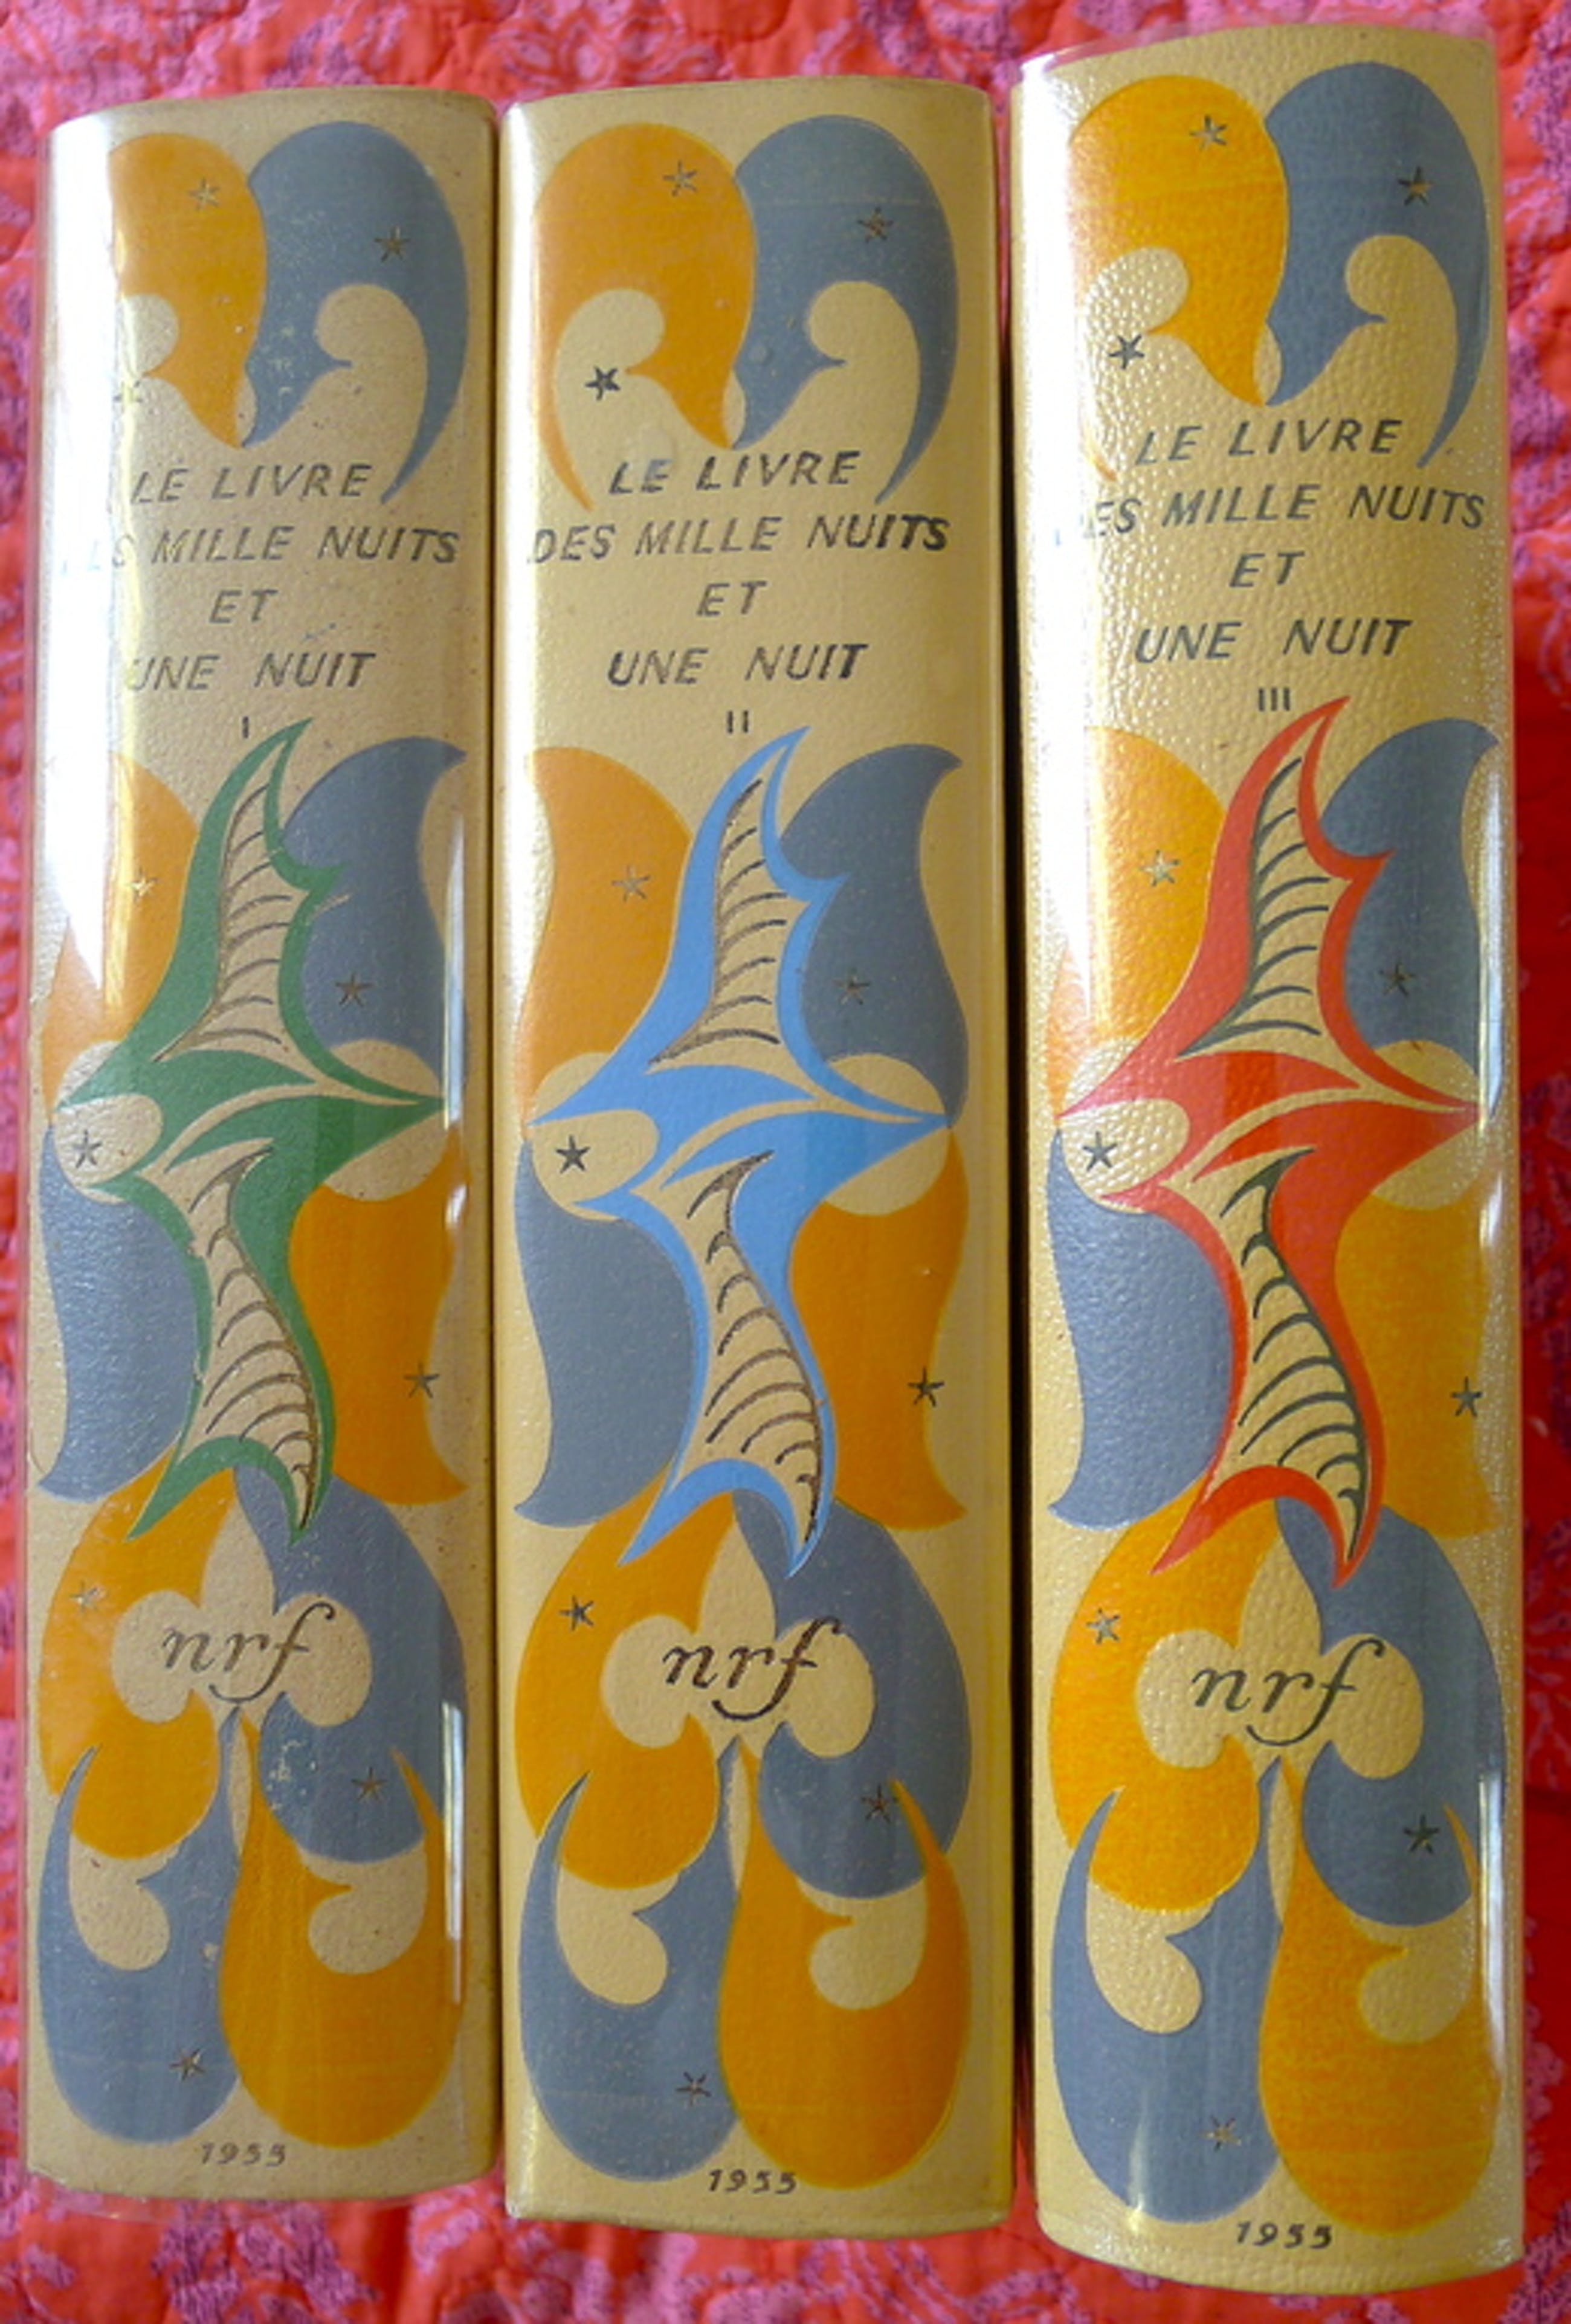 LE LIVRE
DES MILLE NUITS
ET
UNE NUIT
I
nrf
1955
LE LIVRE
DES MILLE NUITS
ET
UNE NUIT
II
nrf
1955
LE LIVRE
DES MILLE NUITS
ET
UNE NUIT
III
nrf
1955